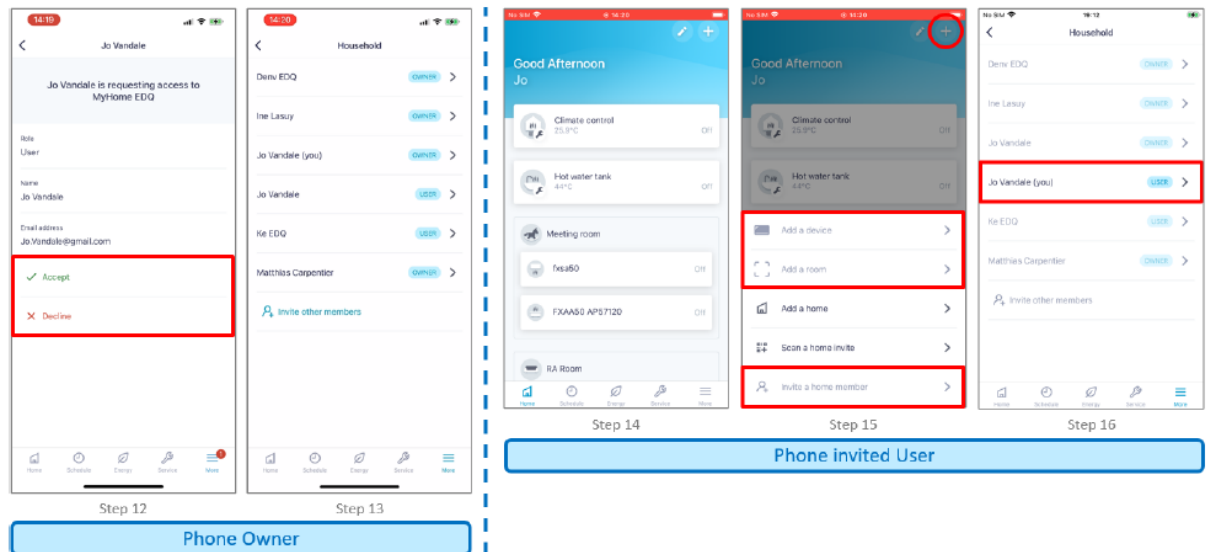 14:19
Jo Vandale
Jo Vandale is requesting access to
MyHome EDQ
Role
User
Name
Jo Vandale
Email address
Jo.Vandale@gmail.com
Accept
Decline
Home Schedule Energy Service More
1
Step 12
14:20
Household
Denv EDQ OWNER
Ine Lasuy OWNER
Jo Vandale (you) OWNER
Jo Vandale USER
Ke EDQ USER
Matthias Carpentier OWNER
Invite other members
Home Schedule Energy Service More
Step 13
Phone Owner
No SIM 14:20
Good Afternoon
Jo
Climate control
25.9°C Off
Hot water tank
44°C On
Meeting room
fxsa50 Off
FXAA50 AP57120 Off
RA Room
Home Schedule Energy Service More
Step 14
No SIM 14:20
Good Afternoon
Jo
Climate control
25.9°C Off
Hot water tank
44°C On
Add a device
Add a room
Add a home
Scan a home invite
Invite a home member
Step 15
No SIM 16:12
Household
Denv EDQ OWNER
Ine Lasuy OWNER
Jo Vandale OWNER
Jo Vandale (you) USER
Ke EDQ USER
Matthias Carpentier OWNER
Invite other members
Home Schedule Energy Service More
Step 16
Phone invited User